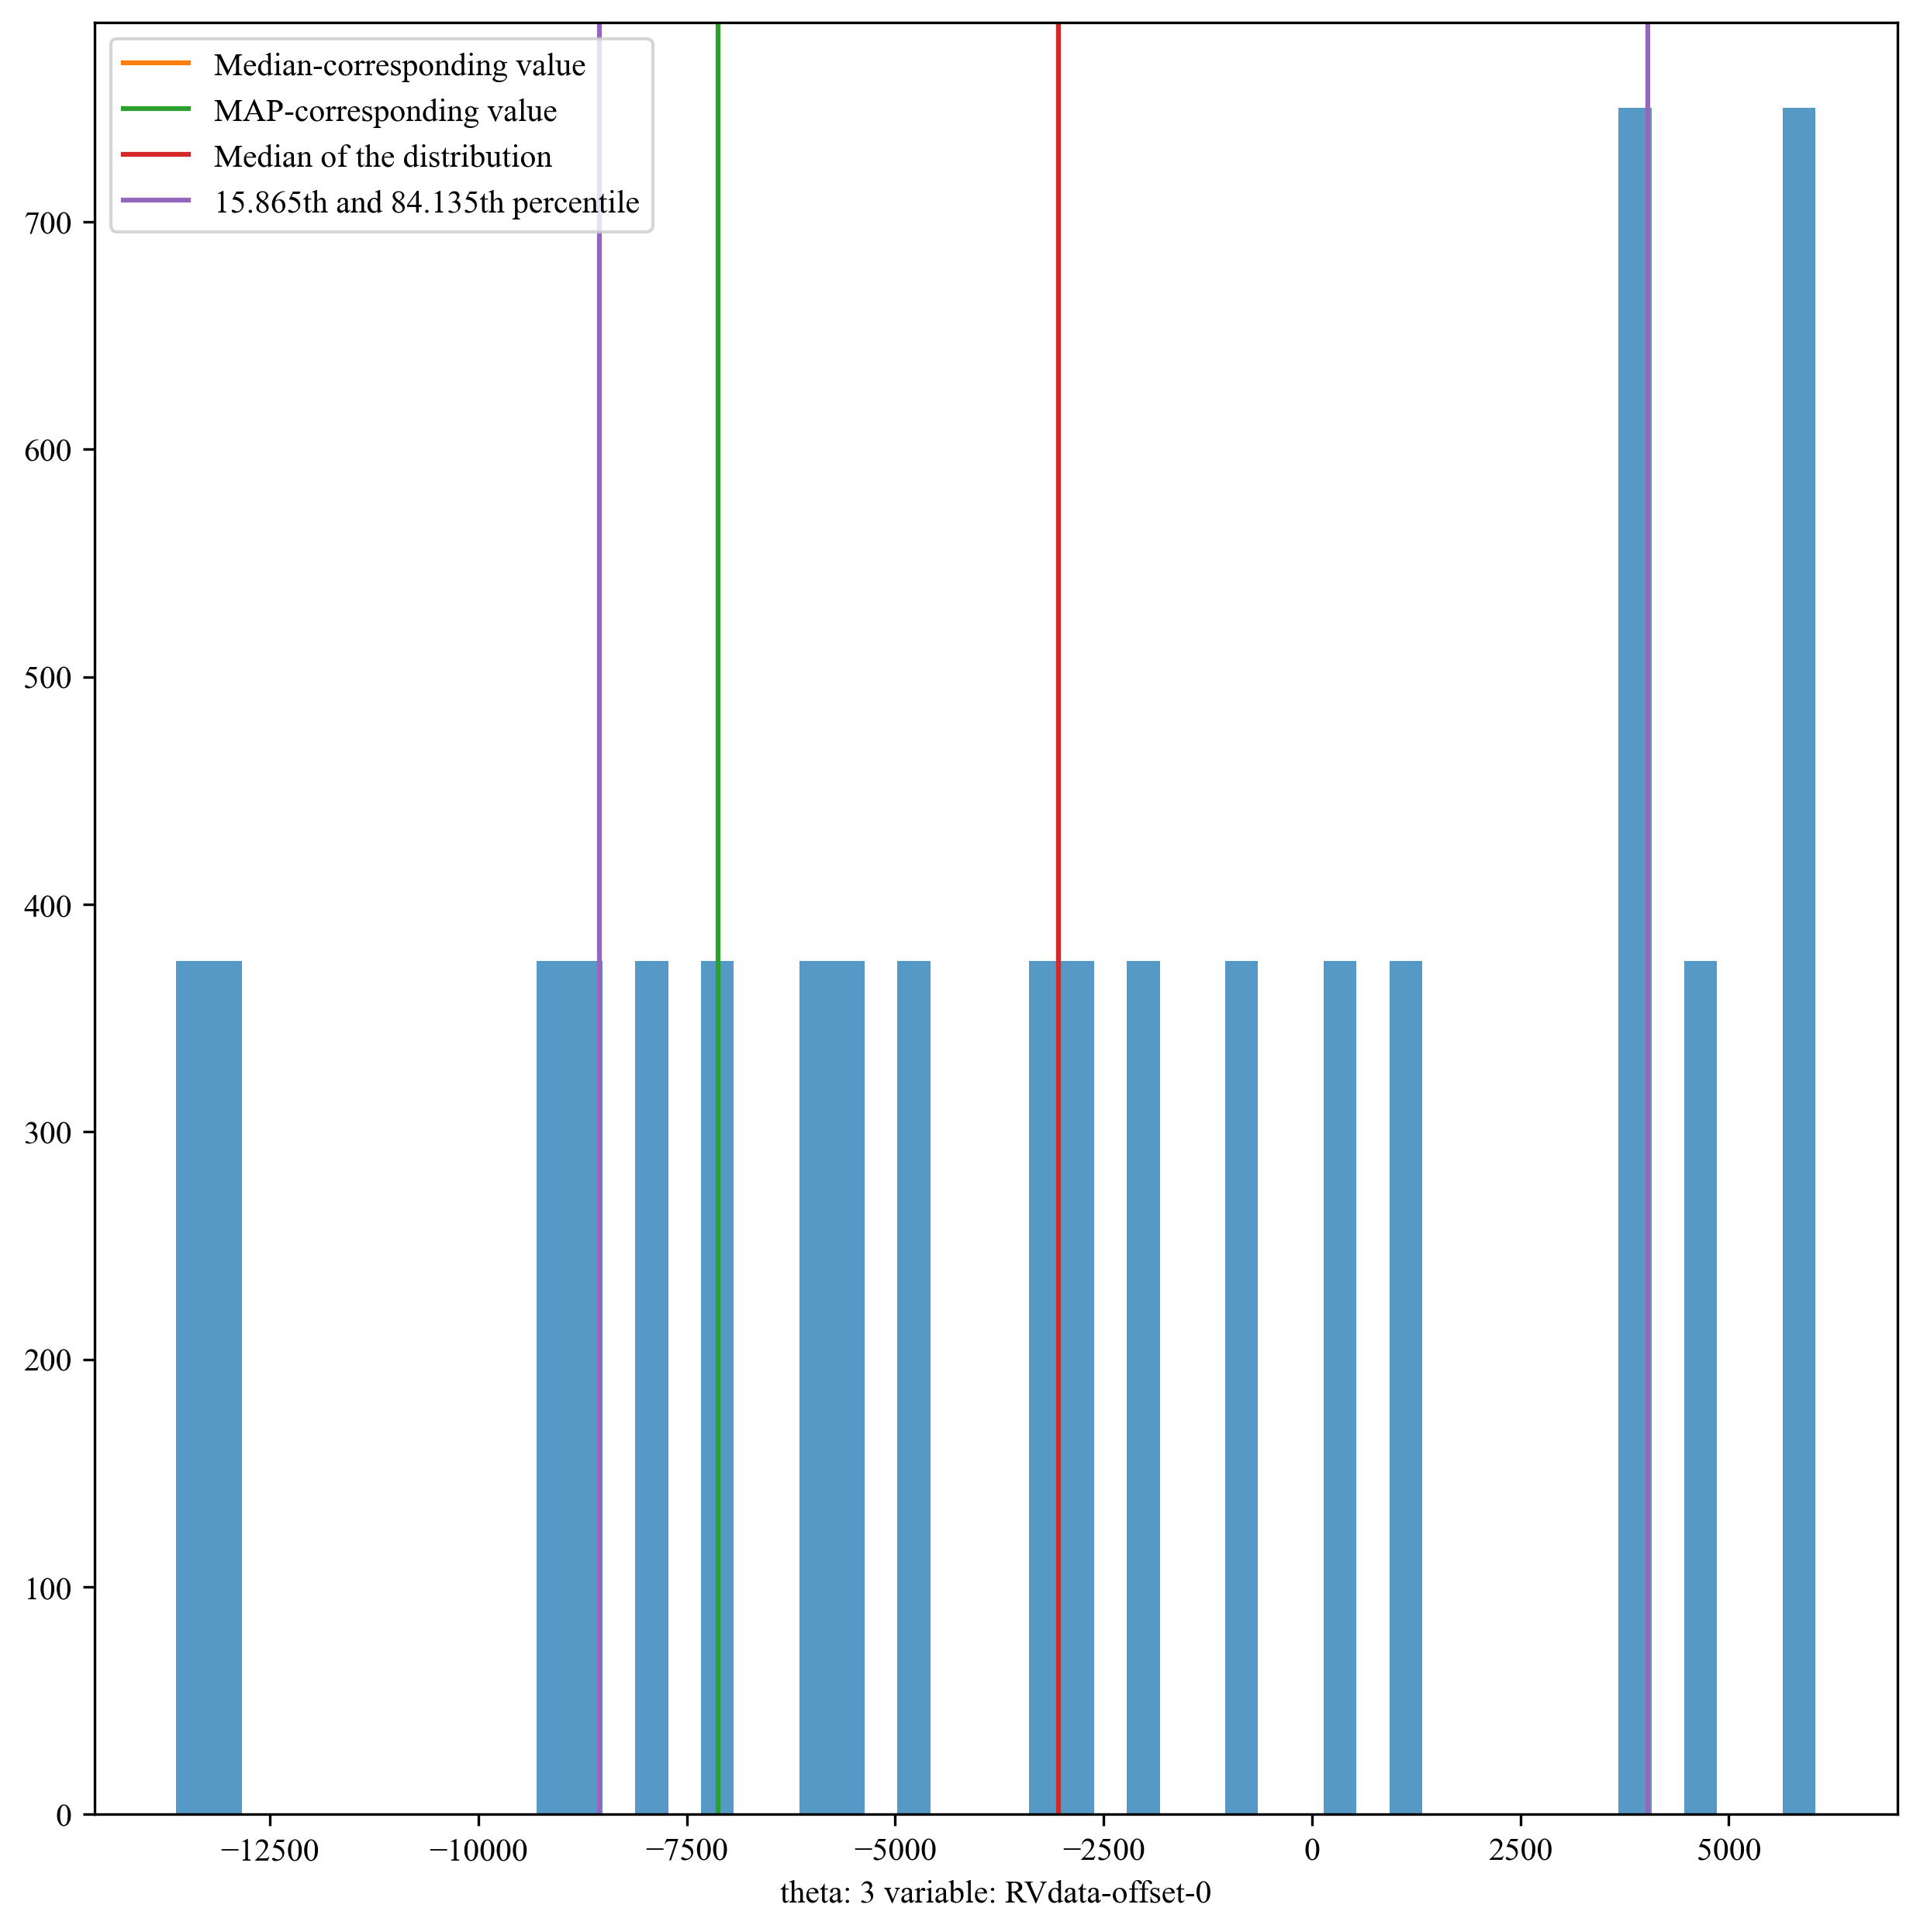 Median-corresponding value
MAP-corresponding value
Median of the distribution
15.865th and 84.135th percentile
700
600
500
400
300
200
100
0
−12500 −10000 −7500 −5000 −2500 0 2500 5000
theta: 3 variable: RVdata-offset-0